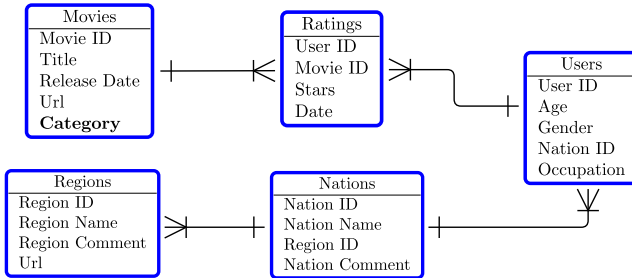 Movies
Movie ID
Title
Release Date
Url
Category
Ratings
User ID
Movie ID
Stars
Date
Users
User ID
Age
Gender
Nation ID
Occupation
Regions
Region ID
Region Name
Region Comment
Url
Nations
Nation ID
Nation Name
Region ID
Nation Comment